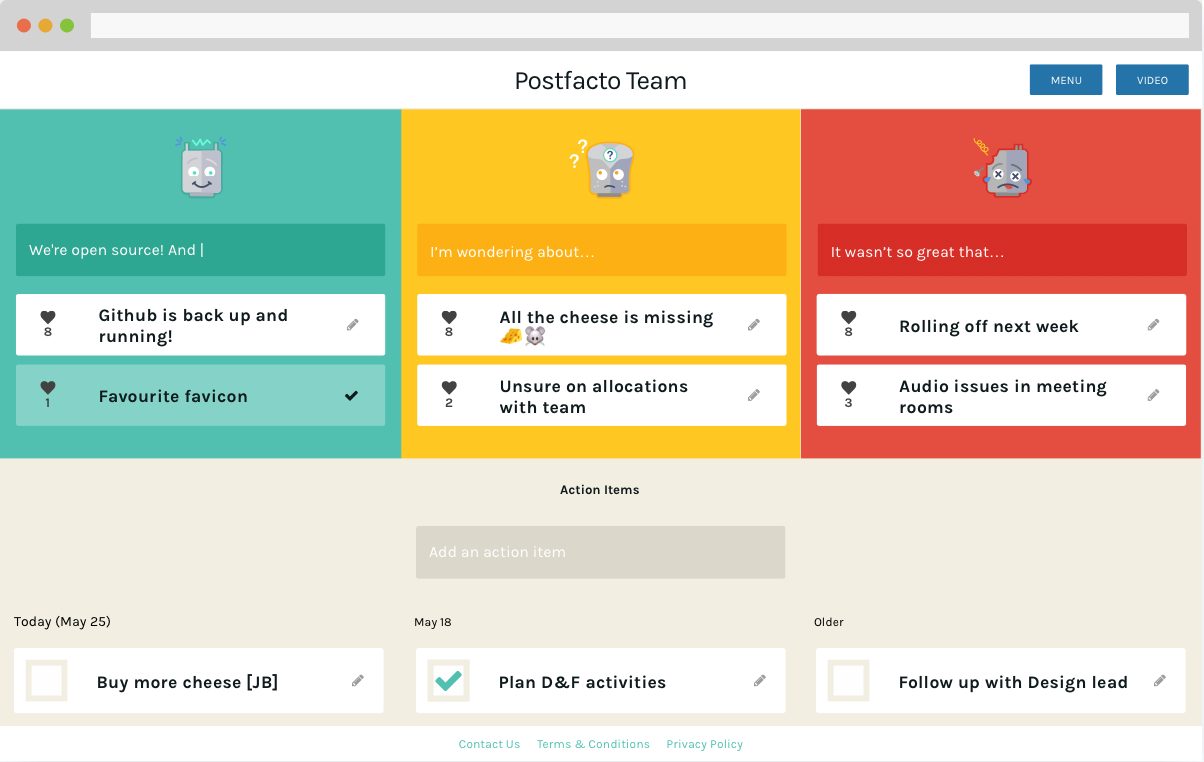 Postfacto Team
MENU
VIDEO
? ? ?
We're open source! And |
I'm wondering about...
It wasn't so great that...
8
Github is back up and
running!
1
Favourite favicon
8
All the cheese is missing
🧀🐭
2
Unsure on allocations
with team
8
Rolling off next week
3
Audio issues in meeting
rooms
Action Items
Add an action item
Today (May 25)
Buy more cheese [JB]
May 18
Plan D&F activities
Older
Follow up with Design lead
Contact Us
Terms & Conditions
Privacy Policy